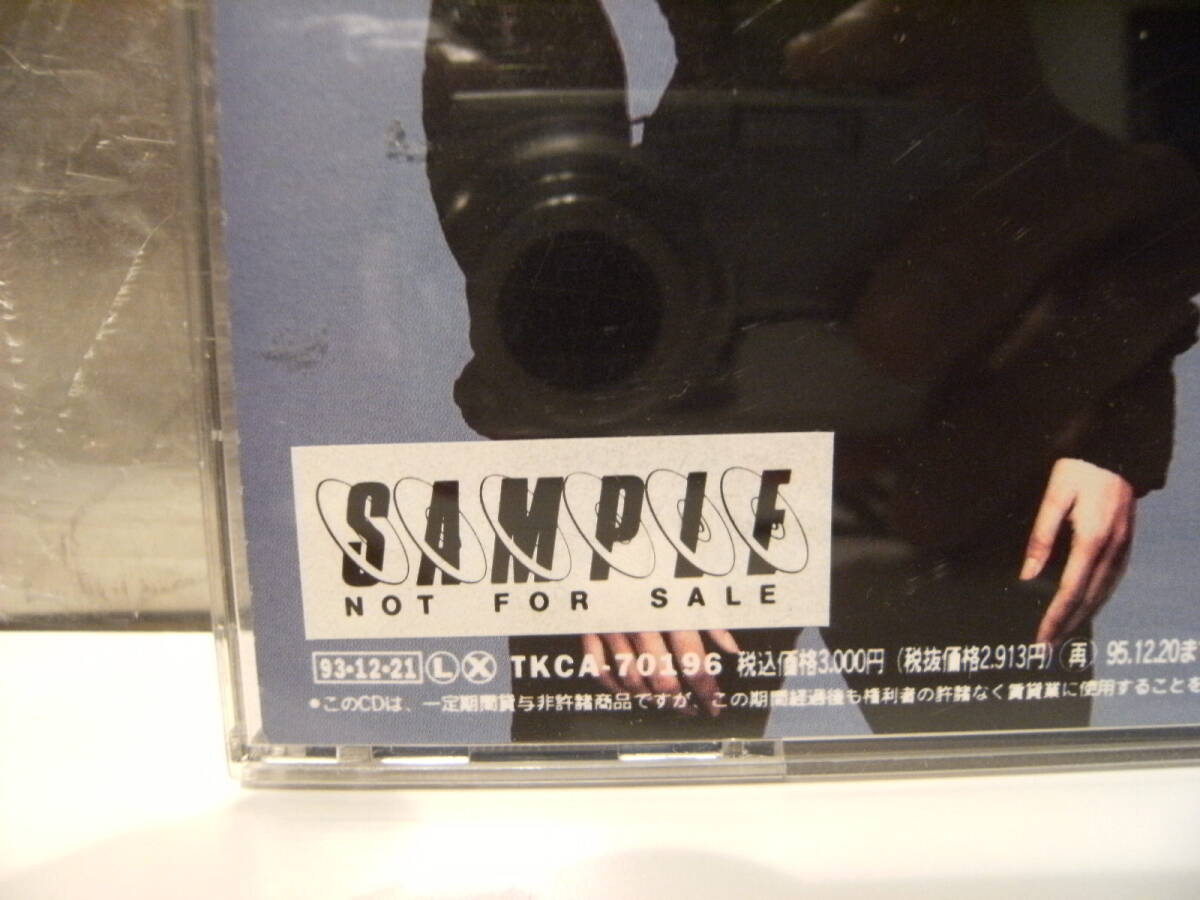 SAMPLE
NOT FOR SALE
93・12・21 Ⓛ Ⓧ TKCA-70196 税込価格3.000円（税抜価格2.913円）㊞ 95.12.20ま
●このCDは、一定期間貸与非許諾商品ですが、この期間経過後も権利者の許諾なく賃貸業に使用することを